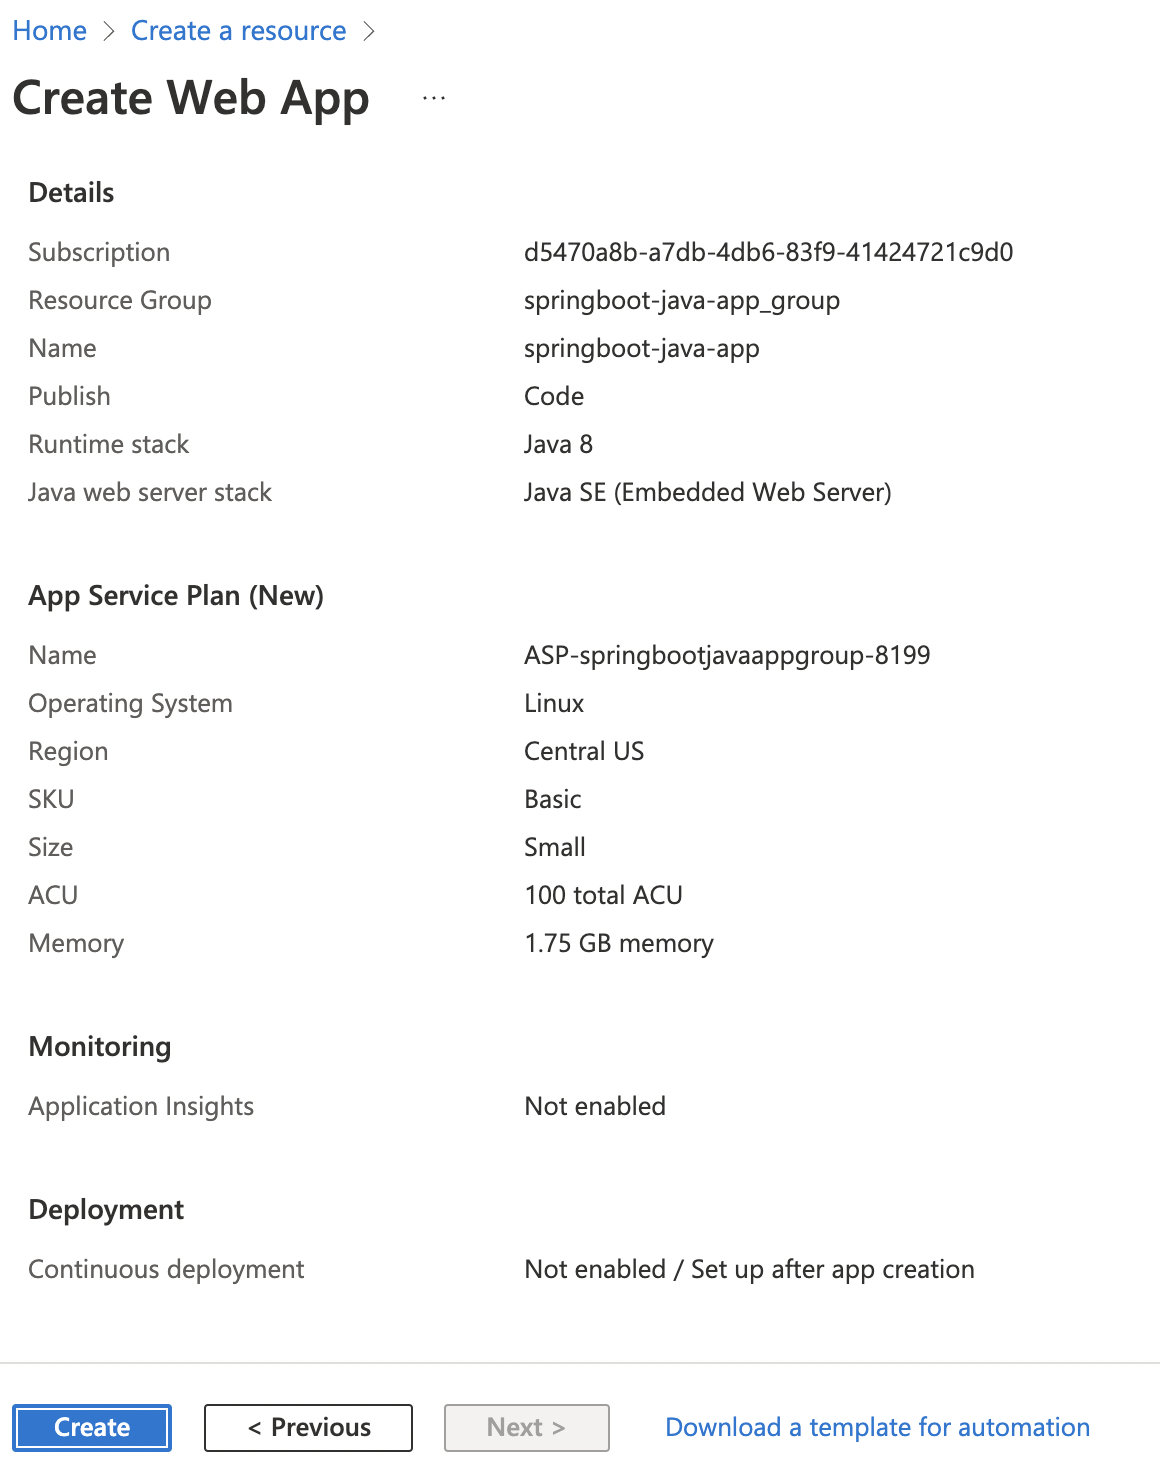 Home > Create a resource >
Create Web App ...
Details
Subscription d5470a8b-a7db-4db6-83f9-41424721c9d0
Resource Group springboot-java-app_group
Name springboot-java-app
Publish Code
Runtime stack Java 8
Java web server stack Java SE (Embedded Web Server)
App Service Plan (New)
Name ASP-springbootjavaappgroup-8199
Operating System Linux
Region Central US
SKU Basic
Size Small
ACU 100 total ACU
Memory 1.75 GB memory
Monitoring
Application Insights Not enabled
Deployment
Continuous deployment Not enabled / Set up after app creation
Create < Previous Next > Download a template for automation